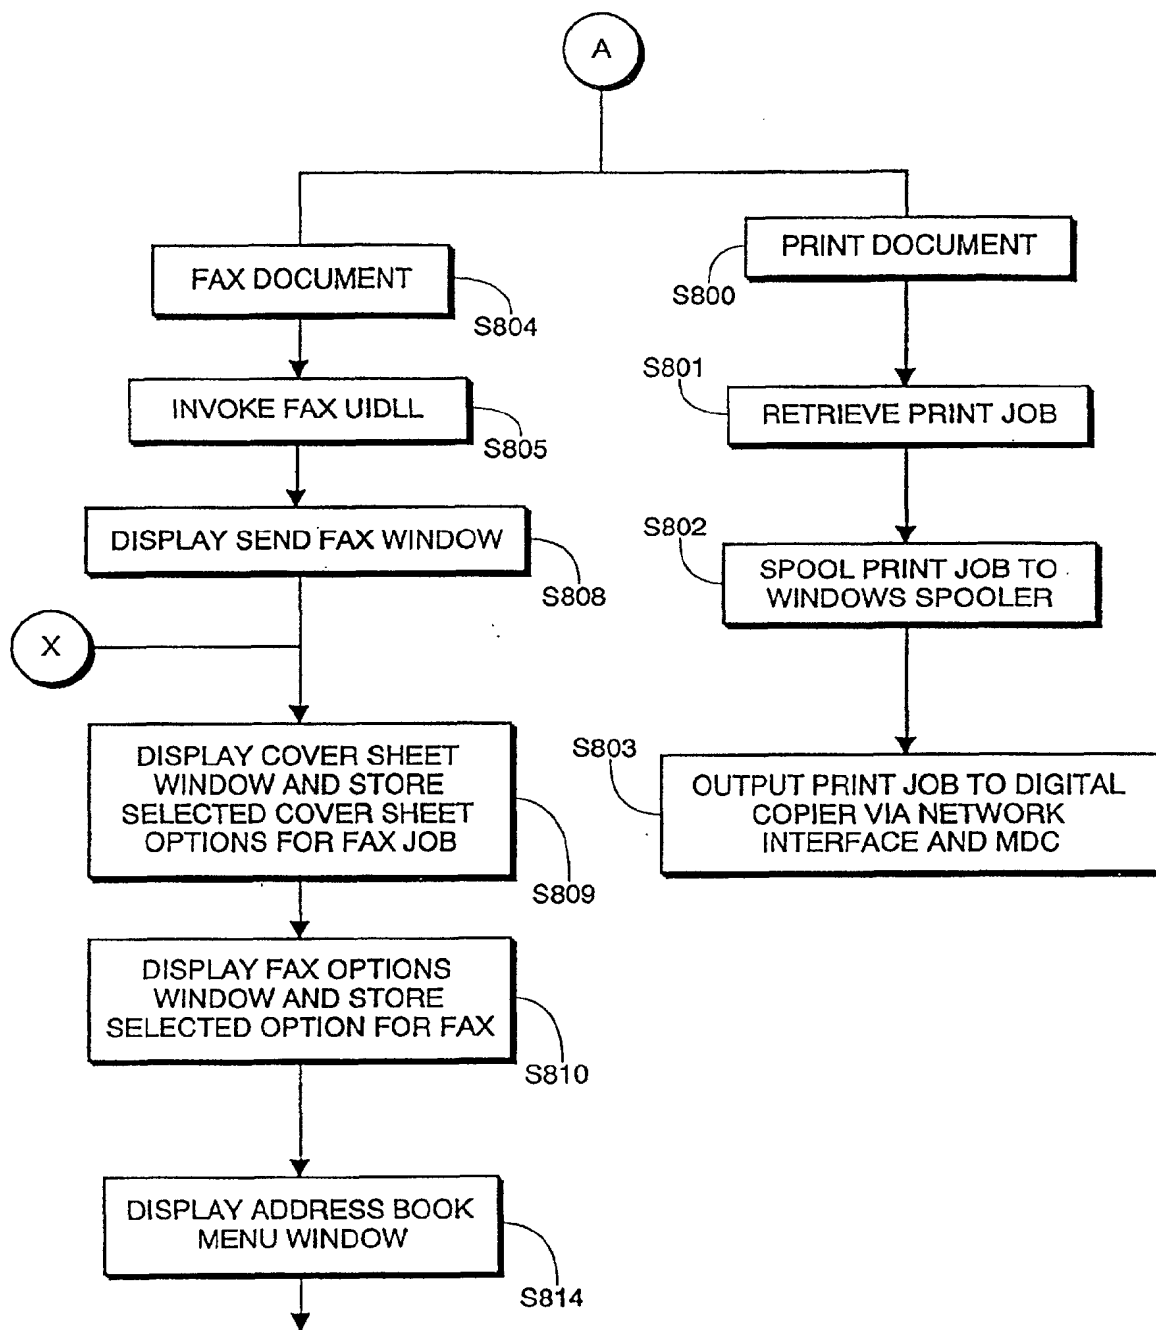 A
FAX DOCUMENT
S804
INVOKE FAX UIDLL
S805
DISPLAY SEND FAX WINDOW
S808
X
DISPLAY COVER SHEET
WINDOW AND STORE
SELECTED COVER SHEET
OPTIONS FOR FAX JOB
S809
DISPLAY FAX OPTIONS
WINDOW AND STORE
SELECTED OPTION FOR FAX
S810
DISPLAY ADDRESS BOOK
MENU WINDOW
S814
PRINT DOCUMENT
S800
S801
RETRIEVE PRINT JOB
S802
SPOOL PRINT JOB TO
WINDOWS SPOOLER
S803
OUTPUT PRINT JOB TO DIGITAL
COPIER VIA NETWORK
INTERFACE AND MDC